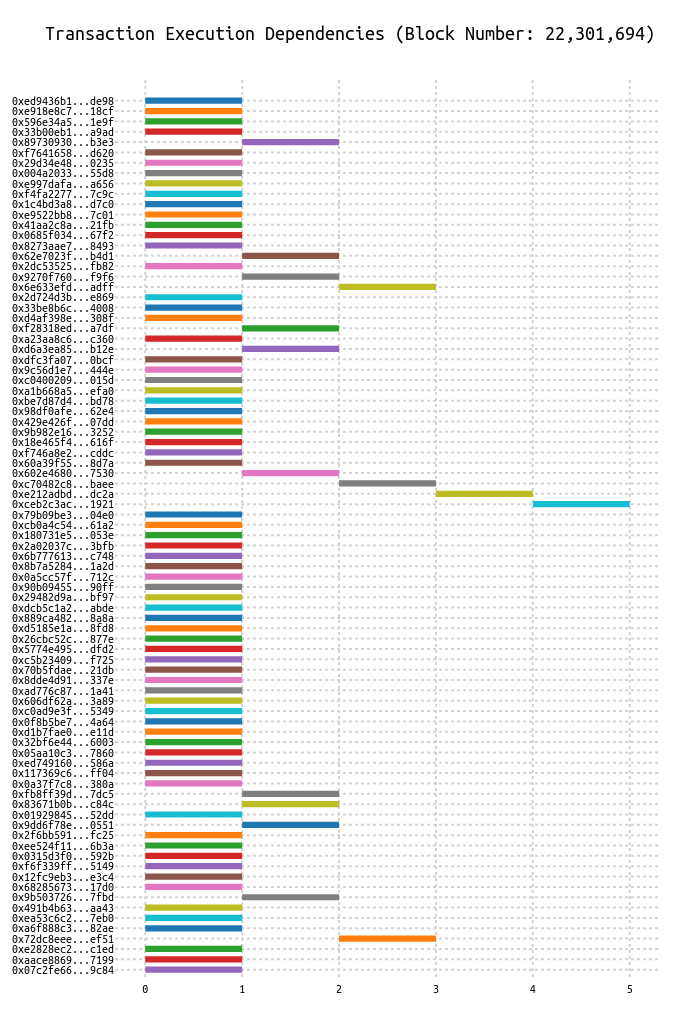 Transaction Execution Dependencies (Block Number: 22,301,694)
0xed9436b1...de98
0xe918e8c7...18cf
0x596e34a5...1e9f
0x33b00eb1...a9ad
0x89730930...b3e3
0xf7641658...d620
0x29d34e48...0235
0x004a2033...55d8
0xe997dafa...a656
0xf4fa2277...7c9c
0x1c4bd3a8...d7c0
0xe9522bb8...7c01
0x41aa2c8a...21fb
0x0685f034...67f2
0x8273aae7...8493
0x62e7023f...b4d1
0x2dc53525...fb82
0x9270f760...f9f6
0x6e633efd...adff
0x2d724d3b...e869
0x33be8b6c...4008
0xd4af398e...308f
0xf28318ed...a7df
0xa23aa8c6...c360
0xd6a3ea85...b12e
0xdfc3fa07...0bcf
0x9c56d1e7...444e
0xc0400209...015d
0xa1b668a5...efa0
0xbe7d87d4...bd78
0x98df0afe...62e4
0x429e426f...07dd
0x9b982e16...3252
0x18e465f4...616f
0xf746a8e2...cddc
0x60a39f55...8d7a
0x602e4680...7530
0xc70482c8...baee
0xe212adbd...dc2a
0xceb2c3ac...1921
0x79b09be3...04e0
0xcb0a4c54...61a2
0x180731e5...053e
0x2a02037c...3bfb
0x6b777613...c748
0x8b7a5284...1a2d
0x0a5cc57f...712c
0x90b09455...90ff
0x29482d9a...bf97
0xdcb5c1a2...abde
0x889ca482...8a8a
0xd5185e1a...8fd8
0x26cbc52c...877e
0x5774e495...dfd2
0xc5b23409...f725
0x70b5fdae...21db
0x8dde4d91...337e
0xad776c87...1a41
0x606df62a...3a89
0xc0ad9e3f...5349
0x0f8b5be7...4a64
0xd1b7fae0...e11d
0x32bf6e44...6003
0x05aa10c3...7860
0xed749160...586a
0x117369c6...ff04
0x0a37f7c8...380a
0xfb8ff39d...7dc5
0x83671b0b...c84c
0x01929845...52dd
0x9dd6f78e...0551
0x2f6bb591...fc25
0xee524f11...6b3a
0x0315d3f0...592b
0xf6f339ff...5149
0x12fc9eb3...e3c4
0x68285673...17d0
0x9b503726...7fbd
0x491b4b63...aa43
0xea53c6c2...7eb0
0xa6f888c3...82ae
0x72dc8eee...ef51
0xe2828ec2...c1ed
0xaace8869...7199
0x07c2fe66...9c84
0 1 2 3 4 5